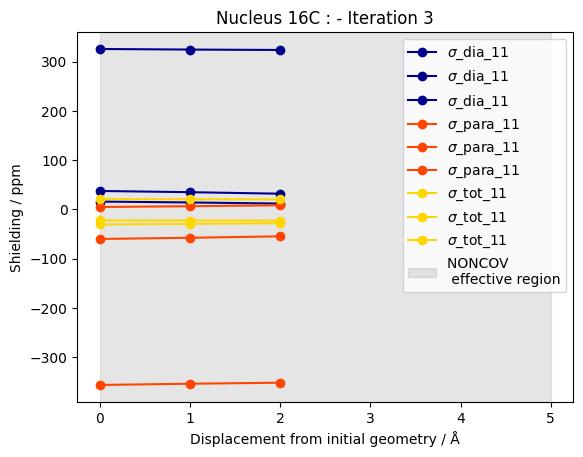 Nucleus 16C : - Iteration 3
Shielding / ppm
300
200
100
0
−100
−200
−300
0
1
2
3
4
5
Displacement from initial geometry / Å
σ_dia_11
σ_dia_11
σ_dia_11
σ_para_11
σ_para_11
σ_para_11
σ_tot_11
σ_tot_11
σ_tot_11
NONCOV
effective region